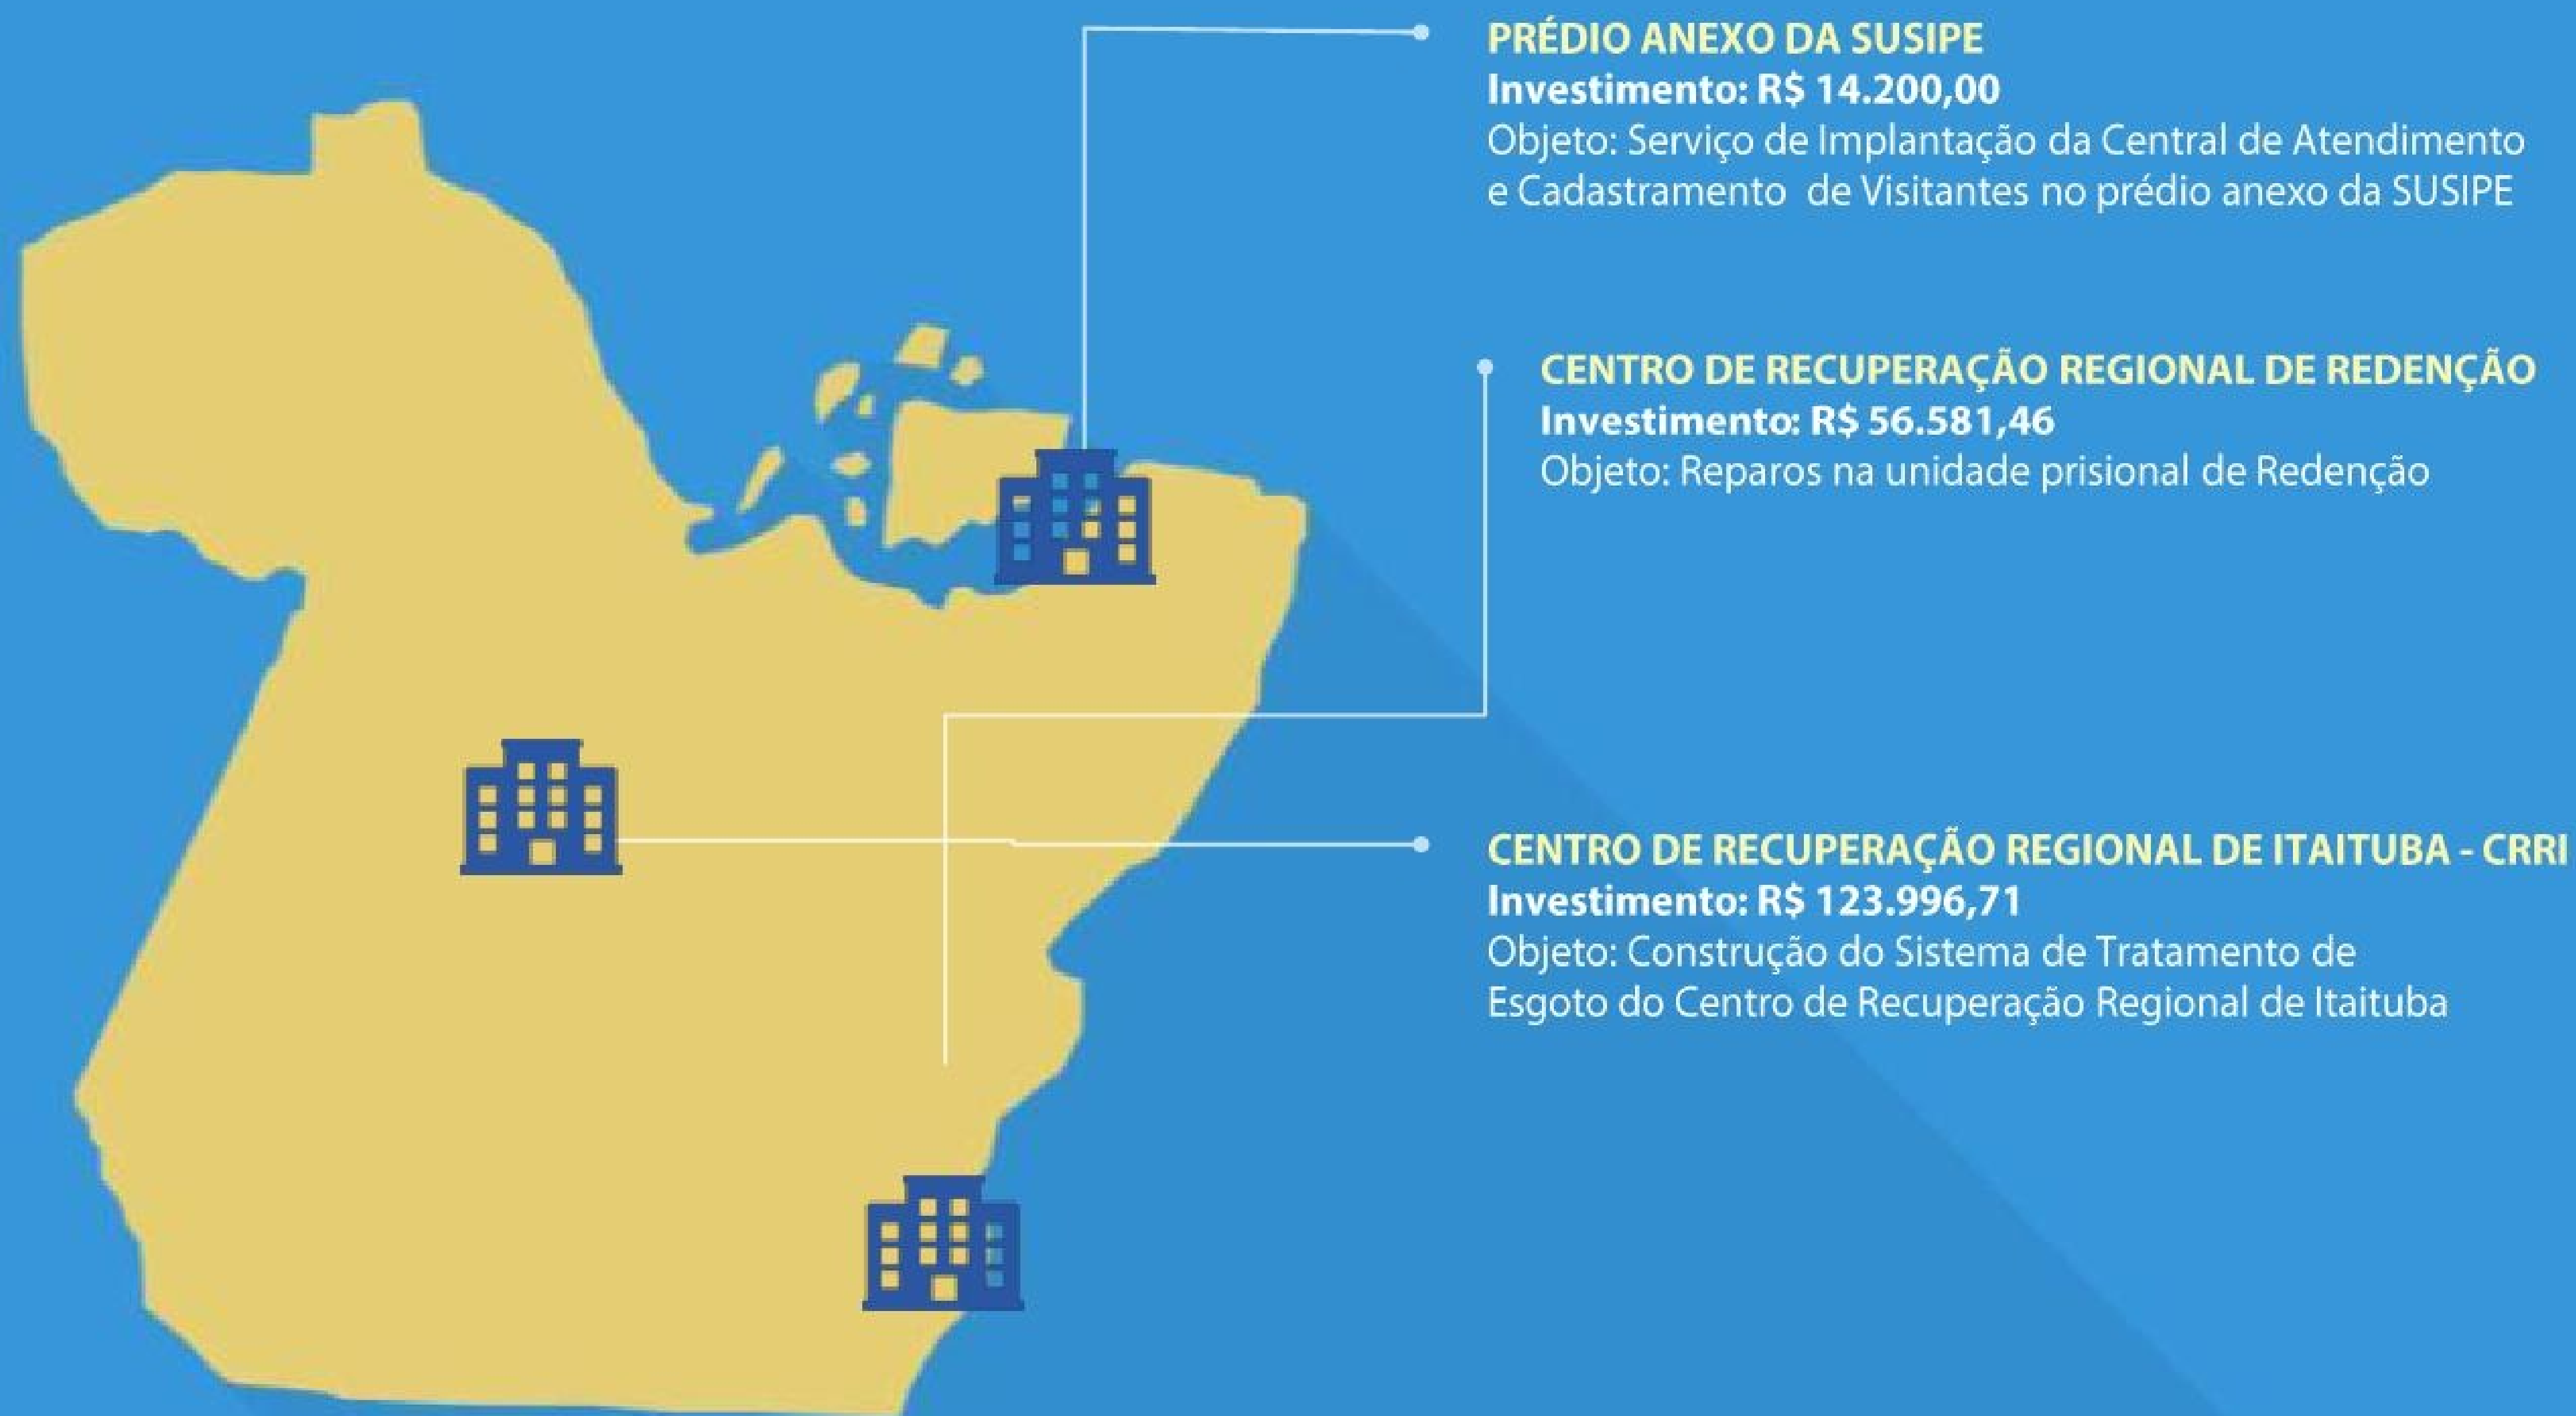 PRÉDIO ANEXO DA SUSIPE
Investimento: R$ 14.200,00
Objeto: Serviço de Implantação da Central de Atendimento
e Cadastramento de Visitantes no prédio anexo da SUSIPE
CENTRO DE RECUPERAÇÃO REGIONAL DE REDENÇÃO
Investimento: R$ 56.581,46
Objeto: Reparos na unidade prisional de Redenção
CENTRO DE RECUPERAÇÃO REGIONAL DE ITAITUBA - CRRI
Investimento: R$ 123.996,71
Objeto: Construção do Sistema de Tratamento de
Esgoto do Centro de Recuperação Regional de Itaituba